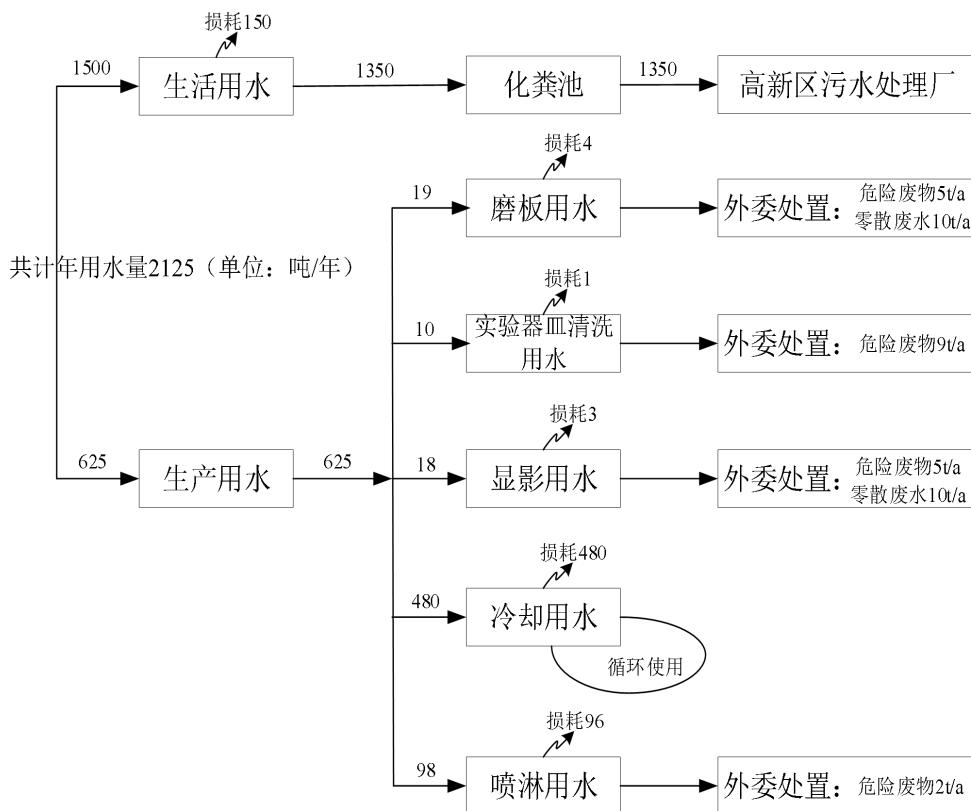 损耗150
1500
生活用水
1350
化粪池
1350
高新区污水处理厂
损耗4
19
磨板用水
外委处置：
危险废物5t/a
零散废水10t/a
共计年用水量2125（单位：吨/年）
损耗1
10
实验器皿清洗
用水
外委处置：
危险废物9t/a
损耗3
625
生产用水
625
18
显影用水
外委处置：
危险废物5t/a
零散废水10t/a
损耗480
480
冷却用水
循环使用
损耗96
98
喷淋用水
外委处置：
危险废物2t/a